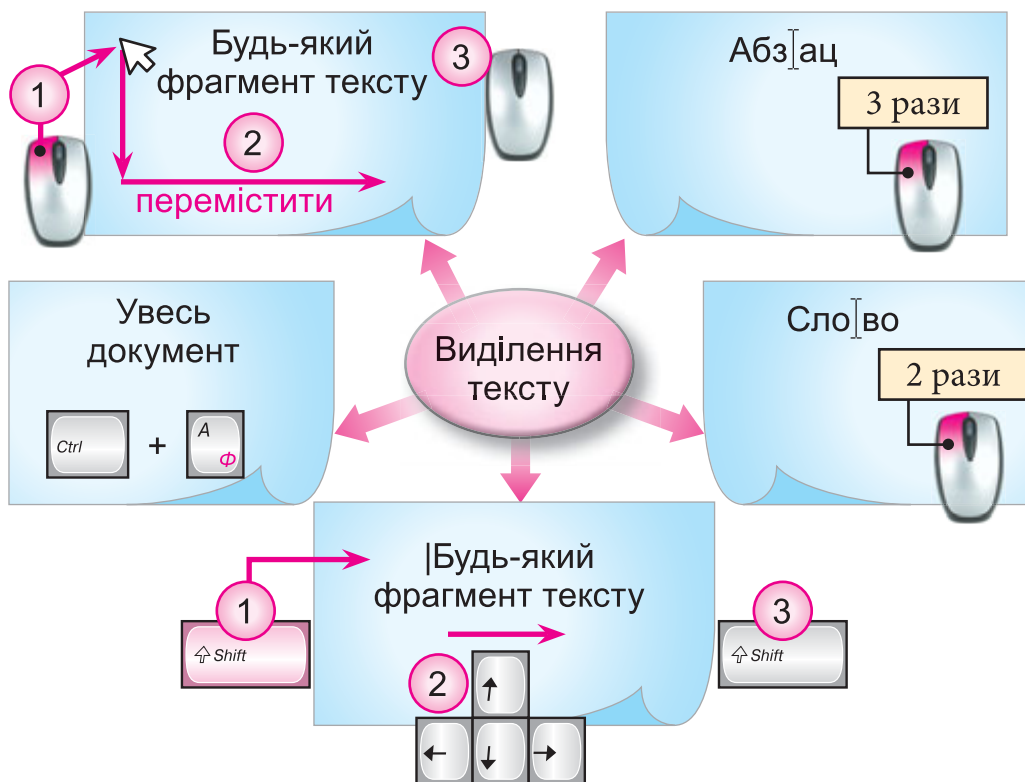 1
Будь-який
фрагмент тексту
2
перемістити
3
Абз ац
3 рази
Увесь
документ
Ctrl
+
A
Ф
Виділення
тексту
Сло во
2 рази
1
Shift
|Будь-який
фрагмент тексту
2
3
Shift